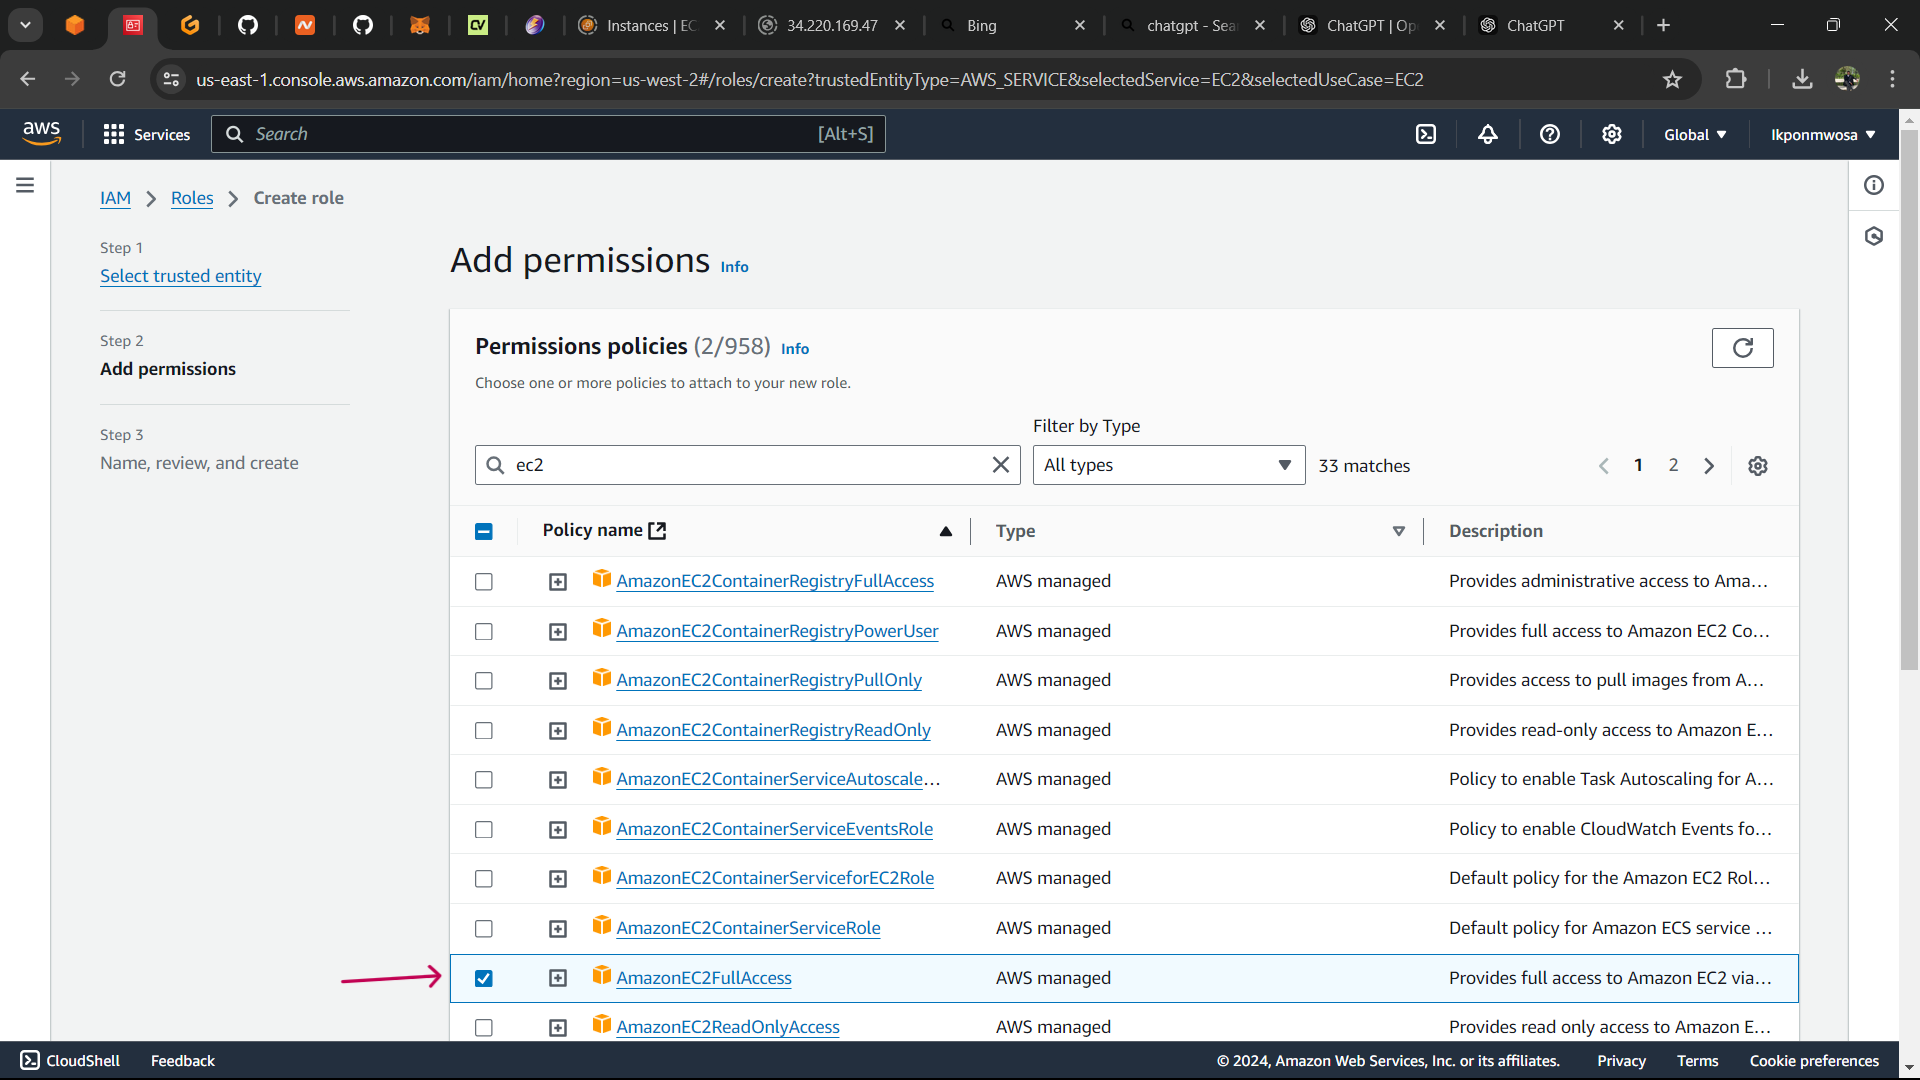 Instances | EC
34.220.169.47
Bing
chatgpt - Sea
ChatGPT | Op
ChatGPT
us-east-1.console.aws.amazon.com/iam/home?region=us-west-2#/roles/create?trustedEntityType=AWS_SERVICE&selectedService=EC2&selectedUseCase=EC2
aws
Services
Search
[Alt+S]
Global
Ikponmwosa
IAM
Roles
Create role
Step 1
Select trusted entity
Step 2
Add permissions
Step 3
Name, review, and create
Add permissions
Info
Permissions policies (2/958)
Info
Choose one or more policies to attach to your new role.
Filter by Type
ec2
All types
33 matches
1
2
Policy name
Type
Description
AmazonEC2ContainerRegistryFullAccess
AWS managed
Provides administrative access to Ama...
AmazonEC2ContainerRegistryPowerUser
AWS managed
Provides full access to Amazon EC2 Co...
AmazonEC2ContainerRegistryPullOnly
AWS managed
Provides access to pull images from A...
AmazonEC2ContainerRegistryReadOnly
AWS managed
Provides read-only access to Amazon E...
AmazonEC2ContainerServiceAutoscale...
AWS managed
Policy to enable Task Autoscaling for A...
AmazonEC2ContainerServiceEventsRole
AWS managed
Policy to enable CloudWatch Events fo...
AmazonEC2ContainerServiceforEC2Role
AWS managed
Default policy for the Amazon EC2 Rol...
AmazonEC2ContainerServiceRole
AWS managed
Default policy for Amazon ECS service ...
AmazonEC2FullAccess
AWS managed
Provides full access to Amazon EC2 via...
AmazonEC2ReadOnlyAccess
AWS managed
Provides read only access to Amazon E...
CloudShell
Feedback
© 2024, Amazon Web Services, Inc. or its affiliates.
Privacy
Terms
Cookie preferences